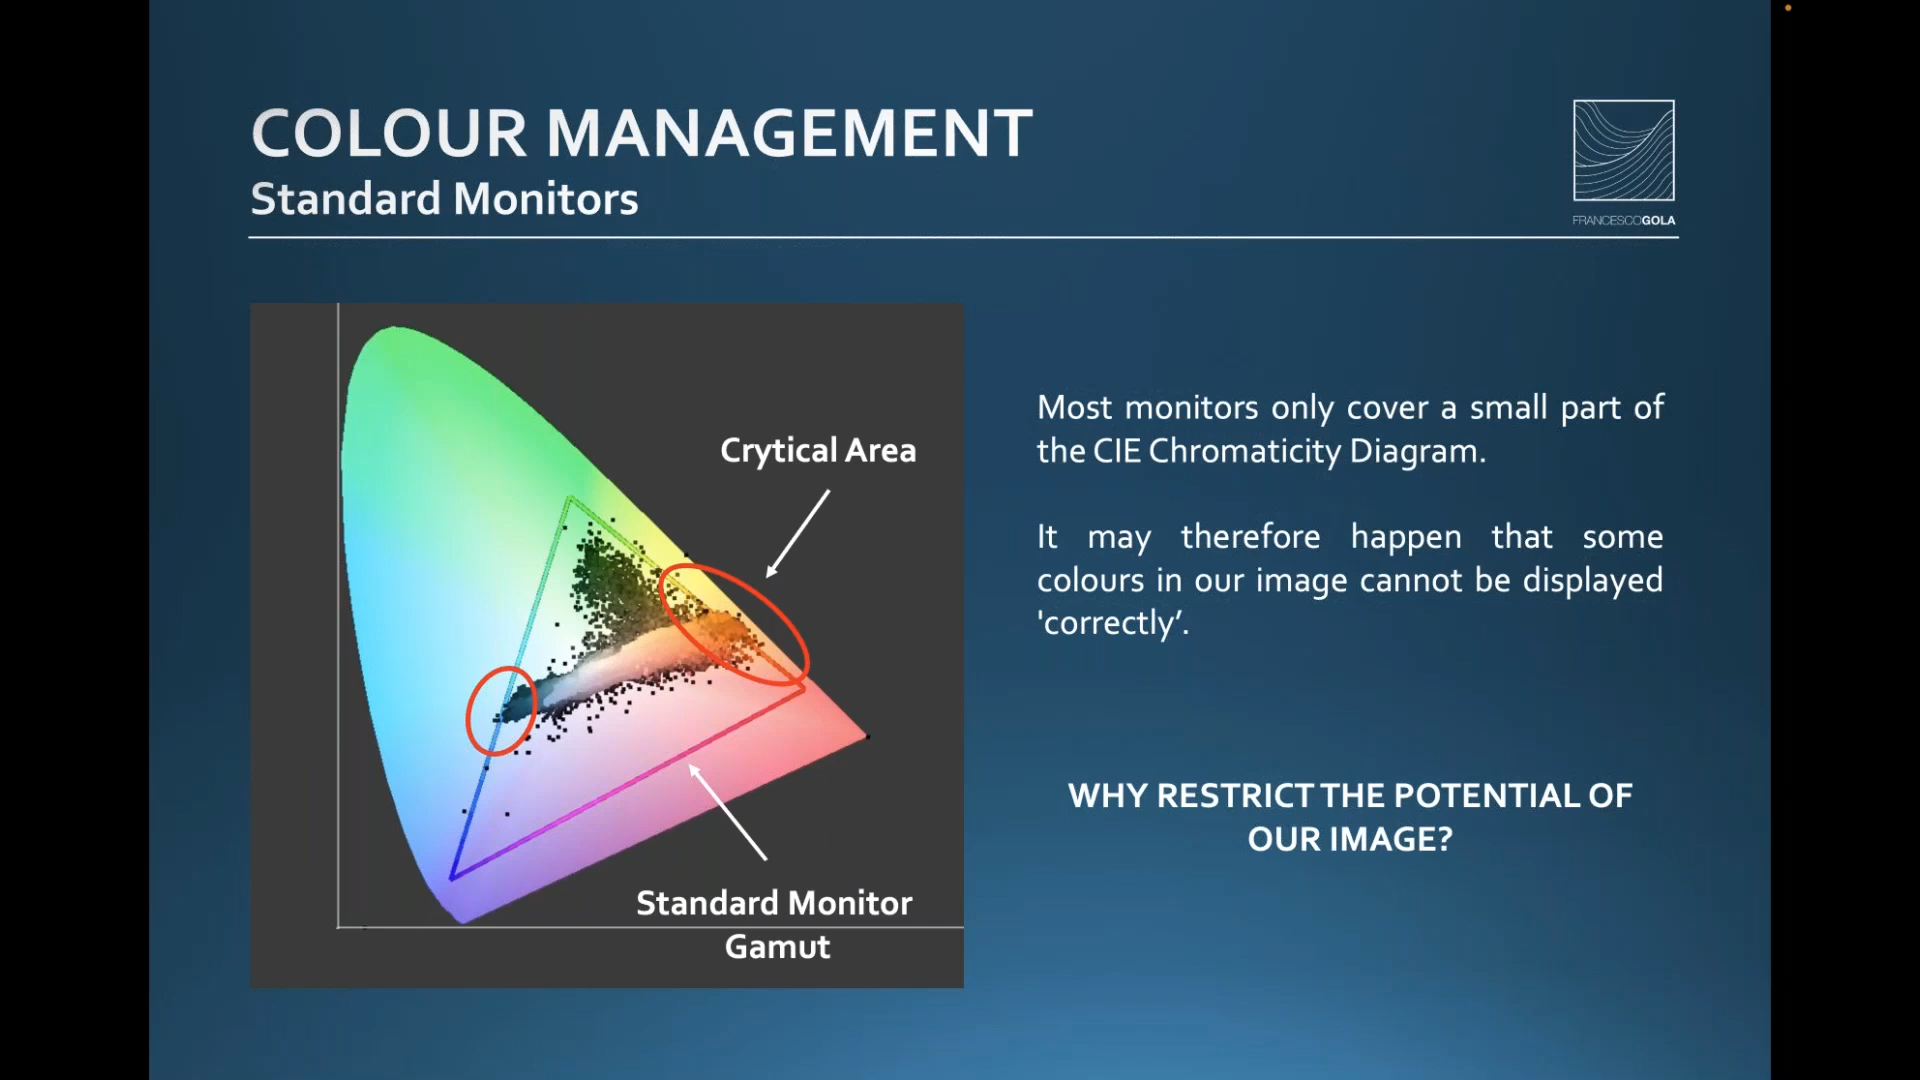 COLOUR MANAGEMENT
Standard Monitors
FRANCESCOGOLA
Crytical Area
Standard Monitor
Gamut
Most monitors only cover a small part of
the CIE Chromaticity Diagram.
It may therefore happen that some
colours in our image cannot be displayed
'correctly’.
WHY RESTRICT THE POTENTIAL OF
OUR IMAGE?